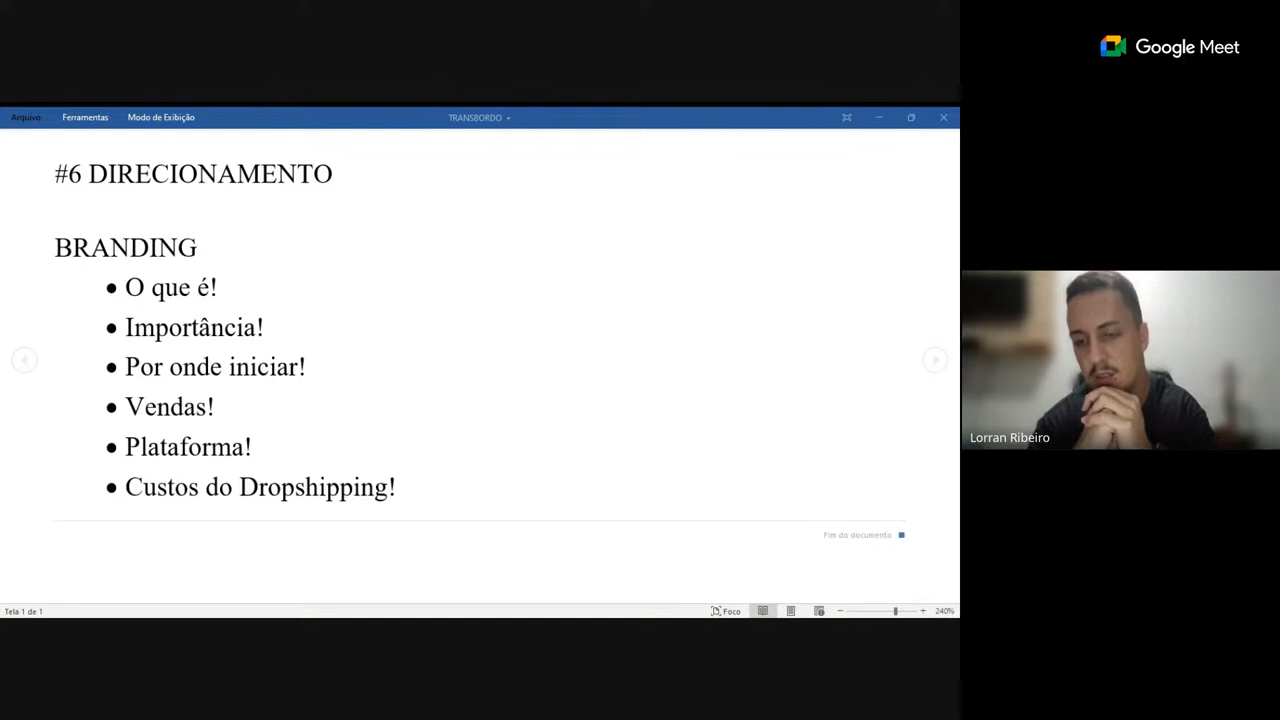 Google Meet
Arquivo Ferramentas Modo de Exibição TRANSBORDO
#6 DIRECIONAMENTO
BRANDING
• O que é!
• Importância!
• Por onde iniciar!
• Vendas!
• Plataforma!
• Custos do Dropshipping!
Fim do documento
Lorran Ribeiro
Tela 1 de 1 Foco 240%